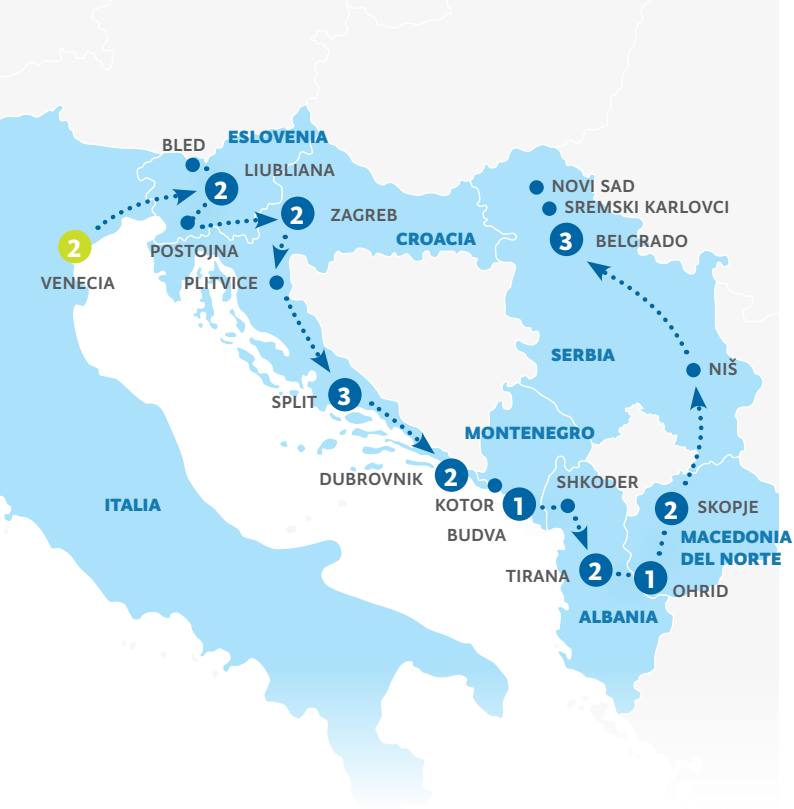 BLED
ESLOVENIA
LIUBLIANA
2
NOVI SAD
SREMSKI KARLOVCI
2
ZAGREB
3
BELGRADO
CROACIA
2
POSTOJNA
VENECIA
PLITVICE
SERBIA
NIŠ
SPLIT
3
MONTENEGRO
DUBROVNIK
2
SHKODER
KOTOR
1
BUDVA
ITALIA
2
SKOPJE
MACEDONIA
DEL NORTE
TIRANA
2
1
OHRID
ALBANIA